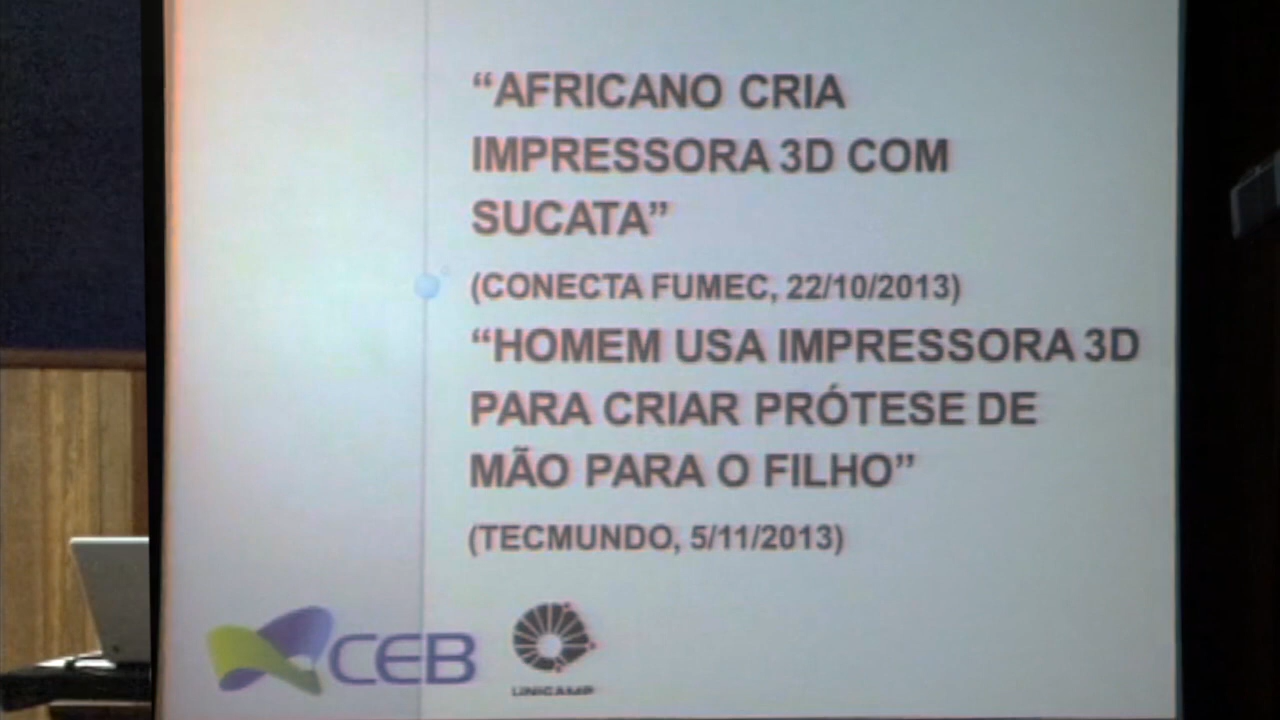 “AFRICANO CRIA
IMPRESSORA 3D COM
SUCATA”
(CONECTA FUMEC, 22/10/2013)
“HOMEM USA IMPRESSORA 3D
PARA CRIAR PRÓTESE DE
MÃO PARA O FILHO”
(TECMUNDO, 5/11/2013)
CEB
UNICAMP